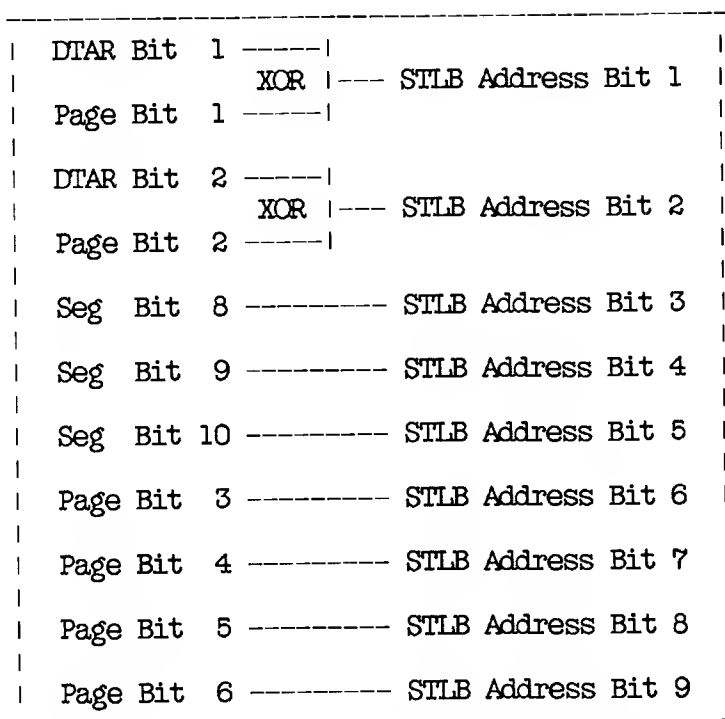 DTAR Bit 1 -----|
XOR |--- STLB Address Bit 1
Page Bit 1 -----|
DTAR Bit 2 -----|
XOR |--- STLB Address Bit 2
Page Bit 2 -----|
Seg Bit 8 --------- STLB Address Bit 3
Seg Bit 9 --------- STLB Address Bit 4
Seg Bit 10 --------- STLB Address Bit 5
Page Bit 3 --------- STLB Address Bit 6
Page Bit 4 --------- STLB Address Bit 7
Page Bit 5 --------- STLB Address Bit 8
Page Bit 6 --------- STLB Address Bit 9